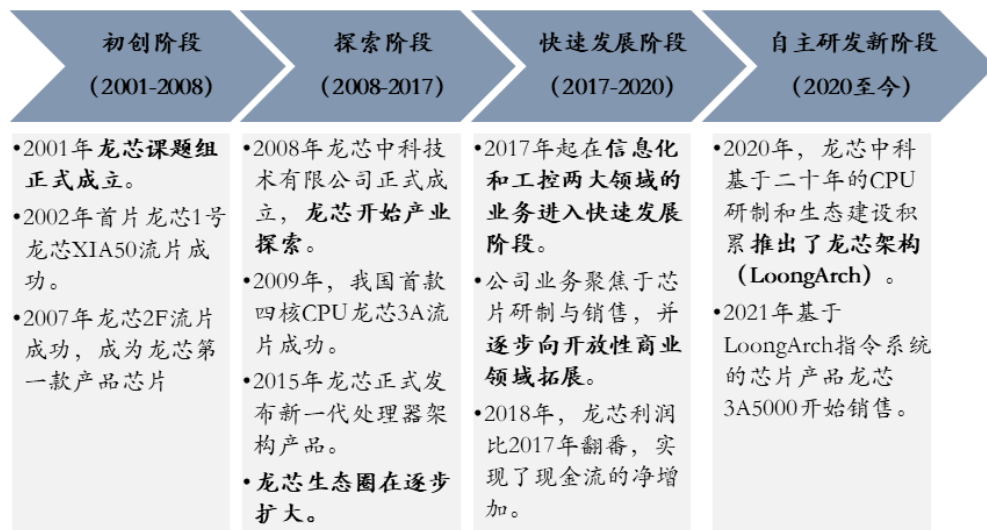 初创阶段
（2001-2008）
•2001年龙芯课题组
正式成立。
•2002年首片龙芯1号
龙芯XIA50流片成
功。
•2007年龙芯2F流片
成功，成为龙芯第
一款产品芯片
探索阶段
（2008-2017）
•2008年龙芯中科技
术有限公司正式成
立，龙芯开始产业
探索。
•2009年，我国首款
四核CPU龙芯3A流
片成功。
•2015年龙芯正式发
布新一代处理器架
构产品。
•龙芯生态圈在逐步
扩大。
快速发展阶段
（2017-2020）
•2017年起在信息化
和工控两大领域的
业务进入快速发展
阶段。
•公司业务聚焦于芯
片研制与销售，并
逐步向开放性商业
领域拓展。
•2018年，龙芯利润
比2017年翻番，实
现了现金流的净增
加。
自主研发新阶段
（2020至今）
•2020年，龙芯中科
基于二十年的CPU
研制和生态建设积
累推出了龙芯架构
（LoongArch）。
•2021年基于
LoongArch指令系统
的芯片产品龙芯
3A5000开始销售。